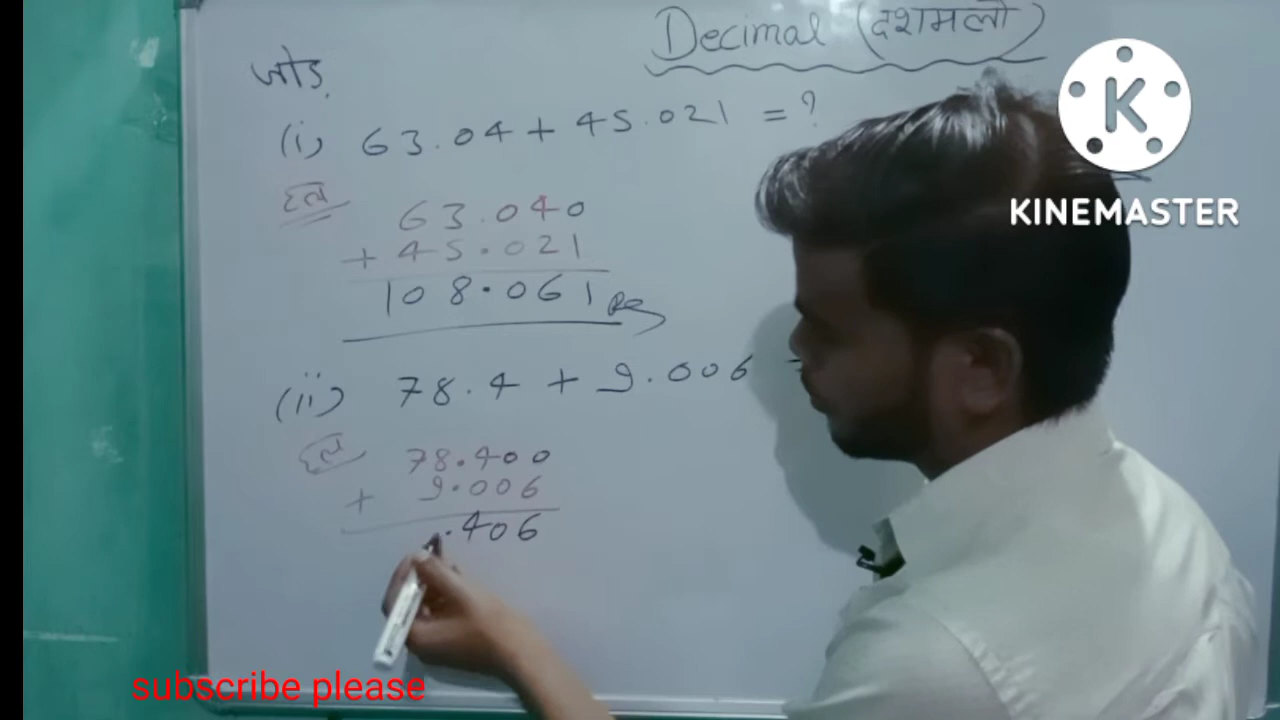 Decimal (दशमलो)
जोड़.
(i) 63.04 + 45.021 = ?
हल
63.040
+ 45.021
108.061
(ii) 78.4 + 9.006
हल
78.400
+ 9.006
.406
K
KINEMASTER
subscribe please